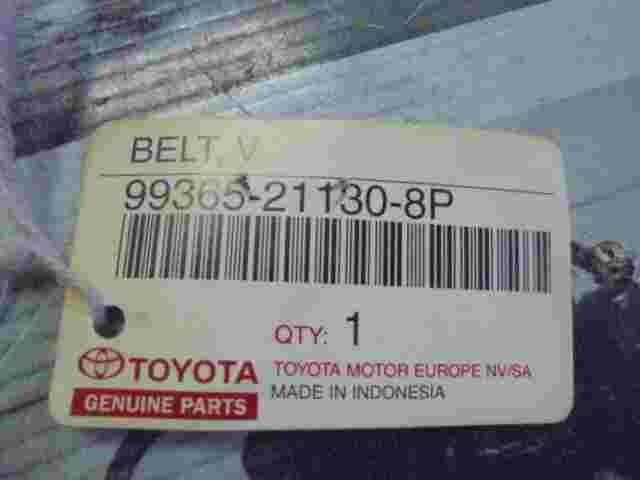 BELT, V
99365-21130-8P
QTY: 1
TOYOTA
GENUINE PARTS
TOYOTA MOTOR EUROPE NV/SA
MADE IN INDONESIA